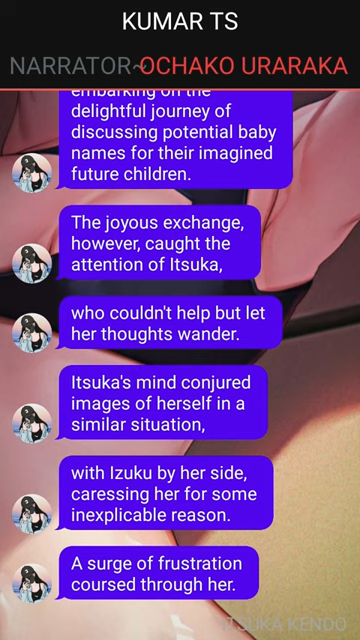 KUMAR TS
NARRATOR~OCHAKO URARAKA
embarking on the
delightful journey of
discussing potential baby
names for their imagined
future children.
The joyous exchange,
however, caught the
attention of Itsuka,
who couldn't help but let
her thoughts wander.
Itsuka's mind conjured
images of herself in a
similar situation,
with Izuku by her side,
caressing her for some
inexplicable reason.
A surge of frustration
coursed through her.
ITSUKA KENDO